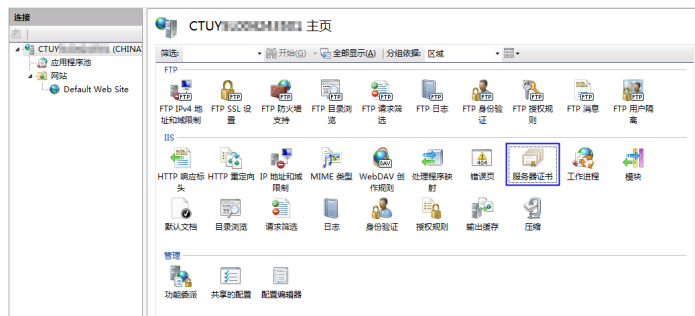 连接
CTUY (CHINA
应用程序池
网站
Default Web Site
CTUY 主页
筛选: 开始(G) 全部显示(A) 分组依据: 区域
FTP
FTP IPv4 地 FTP SSL 设 FTP 防火墙 FTP 目录浏 FTP 请求筛 FTP 日志 FTP 身份验 FTP 授权规 FTP 消息 FTP 用户隔
址和域限制 置 支持 览 选 证 则 离
IIS
HTTP 响应标 HTTP 重定向 IP 地址和域 MIME 类型 WebDAV 创 处理程序映 错误页 服务器证书 工作进程 模块
头 限制 作规则 射
默认文档 目录浏览 请求筛选 日志 身份验证 授权规则 输出缓存 压缩
管理
功能委派 共享的配置 配置编辑器